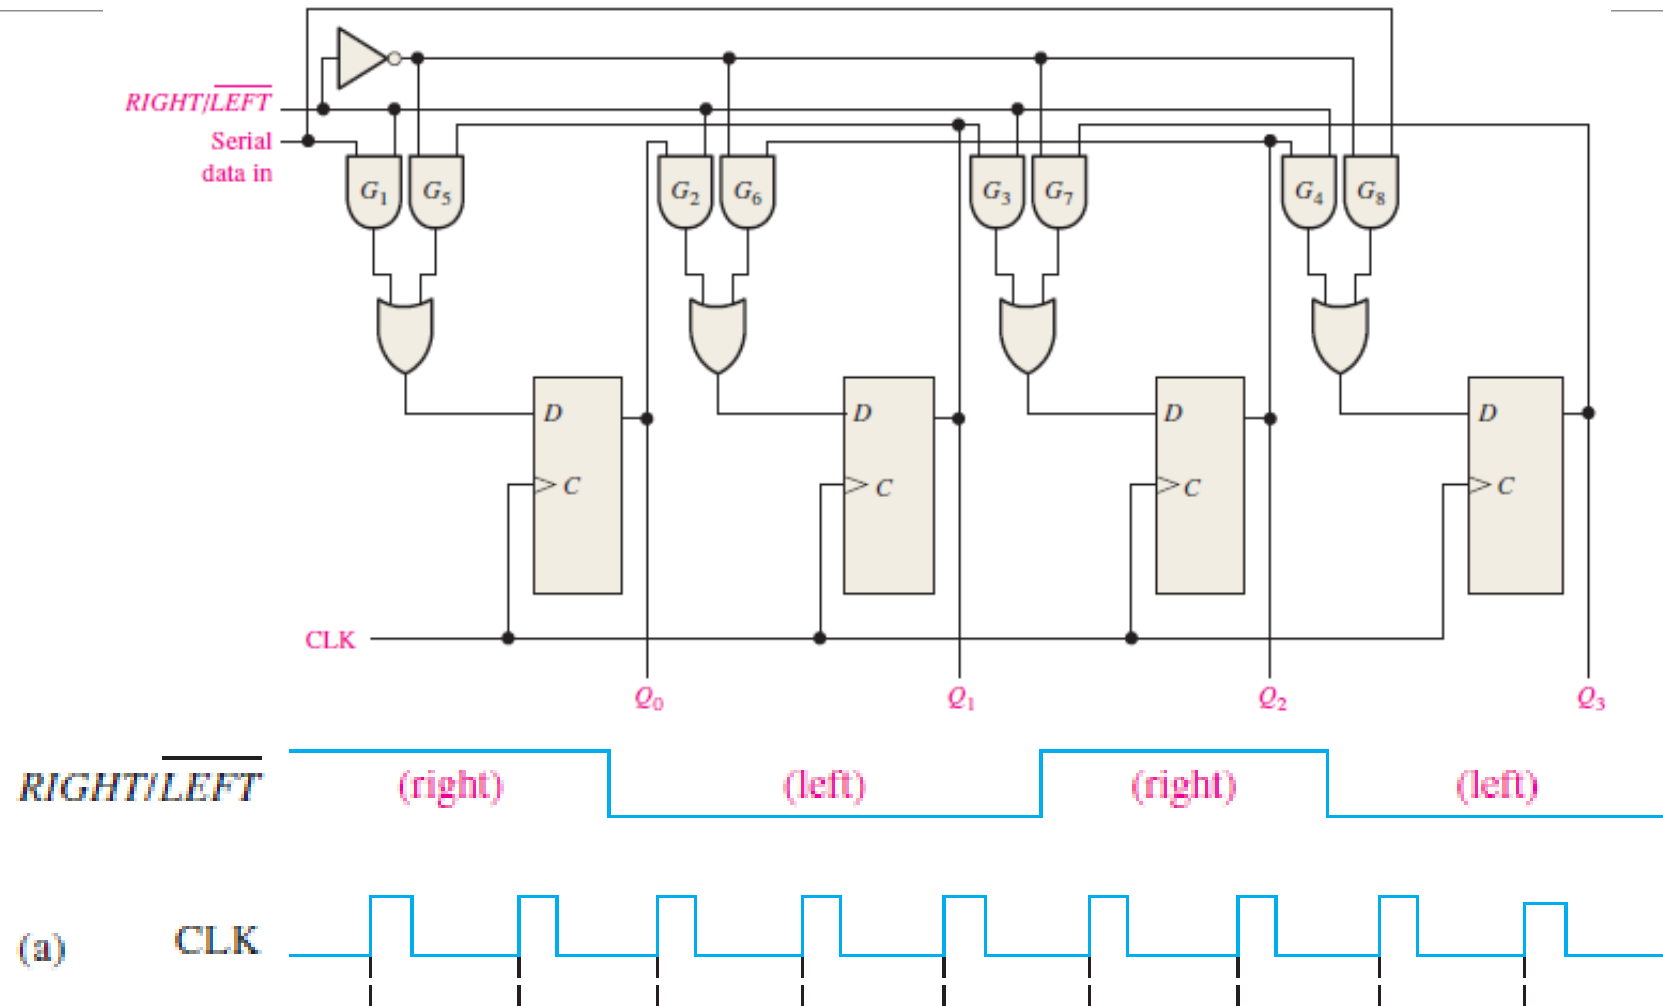 RIGHT/LEFT
Serial
data in
G1 G5 G2 G6 G3 G7 G4 G8
D D D D
C C C C
CLK
Q0 Q1 Q2 Q3
RIGHT/LEFT (right) (left) (right) (left)
(a) CLK